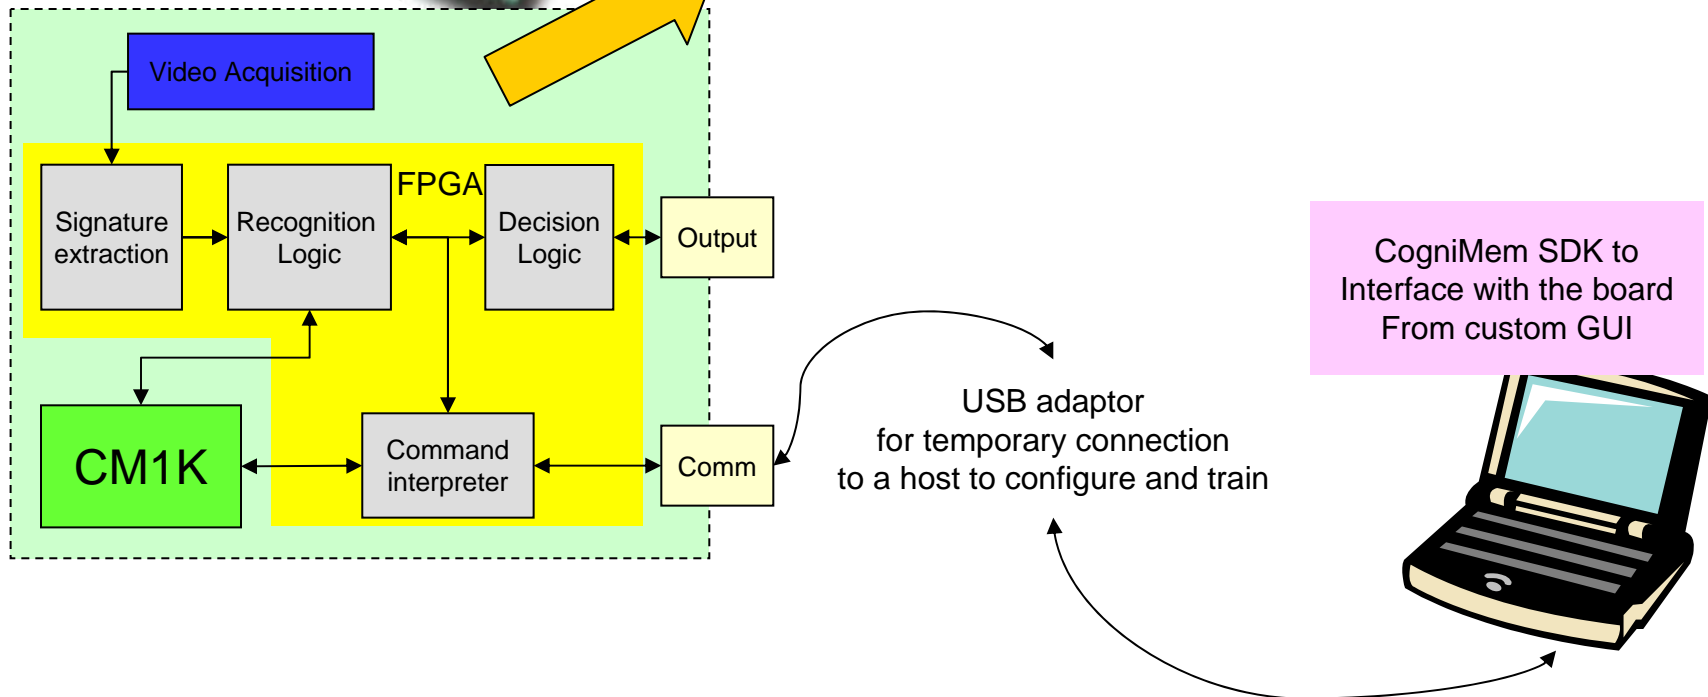 Video Acquisition
FPGA
Signature
extraction
Recognition
Logic
Decision
Logic
Output
CM1K
Command
interpreter
Comm
USB adaptor
for temporary connection
to a host to configure and train
CogniMem SDK to
Interface with the board
From custom GUI